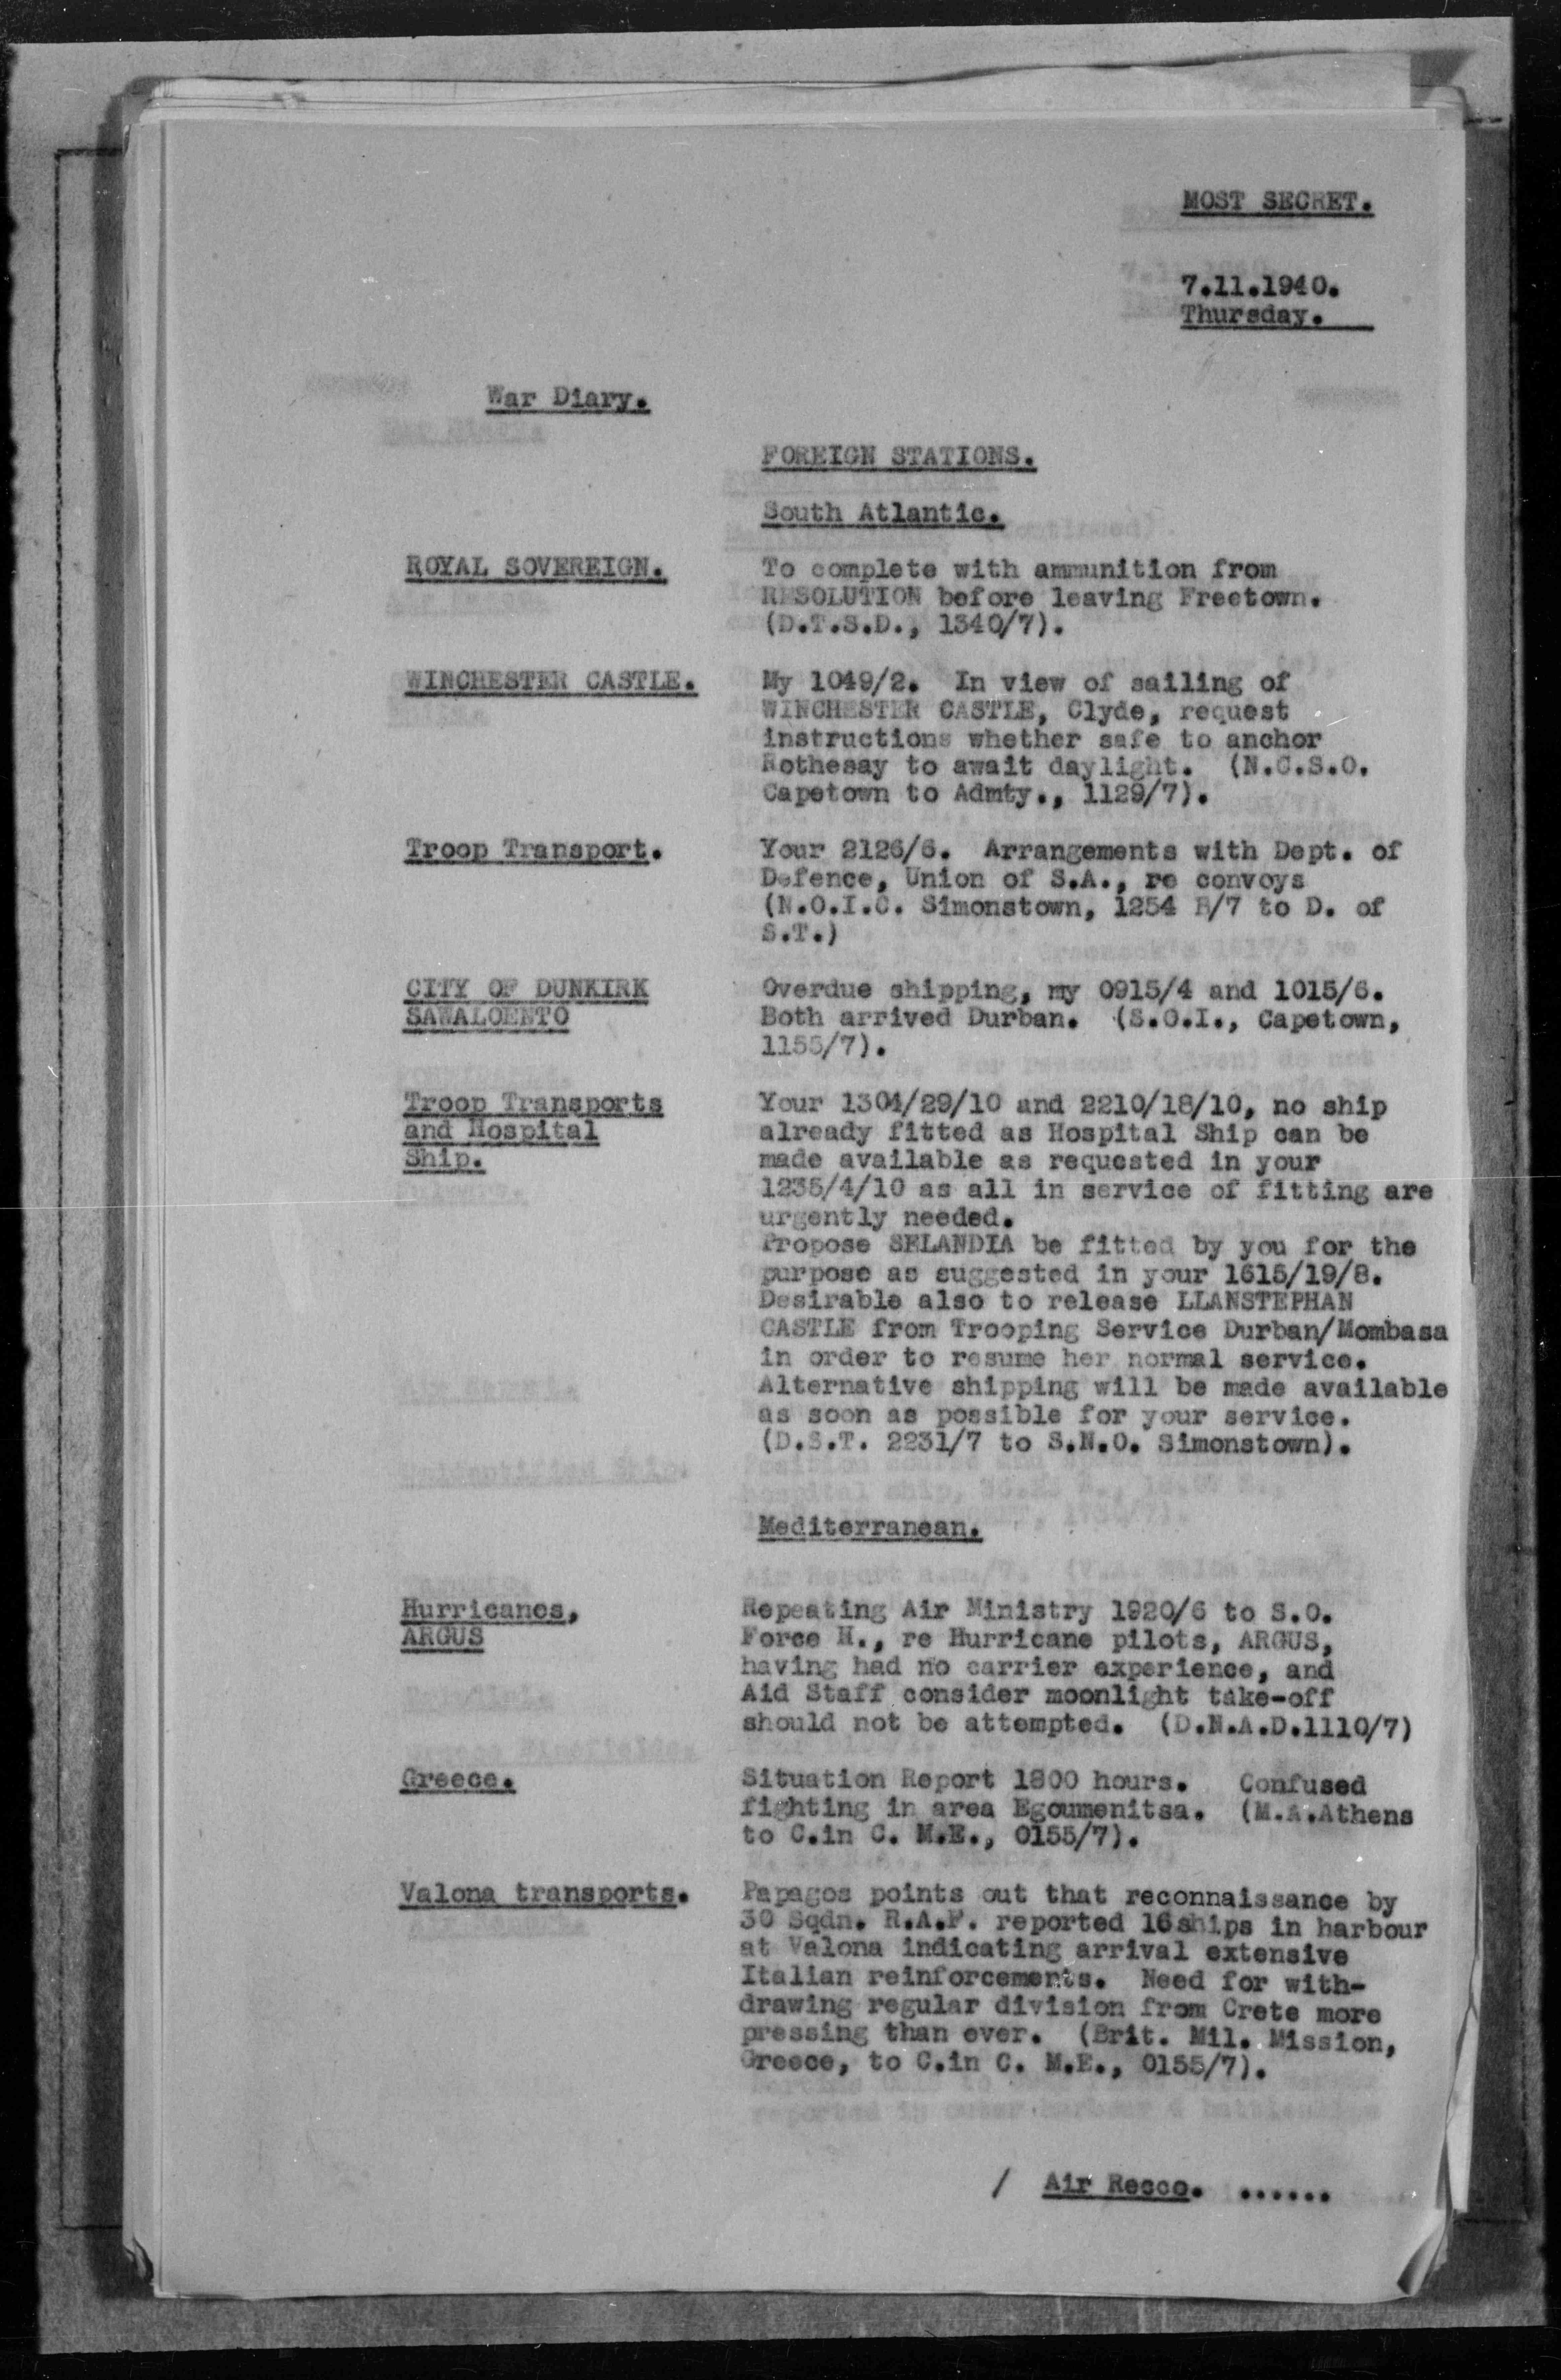 MOST SECRET.
7.11.1940.
Thursday.
War Diary.
FOREIGN STATIONS.
South Atlantic.
ROYAL SOVEREIGN.
To complete with ammunition from
RESOLUTION before leaving Freetown.
(D.T.S.D., 1340/7).
WINCHESTER CASTLE.
My 1049/2. In view of sailing of
WINCHESTER CASTLE, Clyde, request
instructions whether safe to anchor
Rothesay to await daylight. (N.C.S.O.
Capetown to Admty., 1129/7).
Troop Transport.
Your 2126/6. Arrangements with Dept. of
Defence, Union of S.A., re convoys
(N.O.I.C. Simonstown, 1254 B/7 to D. of
S.T.)
CITY OF DUNKIRK
SAWALOENTO
Overdue shipping, my 0915/4 and 1015/6.
Both arrived Durban. (S.O.I., Capetown,
1155/7).
Troop Transports
and Hospital
Ship.
Your 1304/29/10 and 2210/18/10, no ship
already fitted as Hospital Ship can be
made available as requested in your
1235/4/10 as all in service of fitting are
urgently needed.
Propose SELANDIA be fitted by you for the
purpose as suggested in your 1615/19/8.
Desirable also to release LLANSTEPHAN
CASTLE from Trooping Service Durban/Mombasa
in order to resume her normal service.
Alternative shipping will be made available
as soon as possible for your service.
(D.S.T. 2231/7 to S.N.O. Simonstown).
Mediterranean.
Hurricanes,
ARGUS
Repeating Air Ministry 1920/6 to S.O.
Force H., re Hurricane pilots, ARGUS,
having had no carrier experience, and
Aid Staff consider moonlight take-off
should not be attempted. (D.N.A.D.1110/7)
Greece.
Situation Report 1800 hours. Confused
fighting in area Egoumenitsa. (M.A.Athens
to C.in C. M.E., 0155/7).
Valona transports.
Papagos points out that reconnaissance by
30 Sqdn. R.A.F. reported 16 ships in harbour
at Valona indicating arrival extensive
Italian reinforcements. Need for with-
drawing regular division from Crete more
pressing than ever. (Brit. Mil. Mission,
Greece, to C.in C. M.E., 0155/7).
/ Air Recco. ......